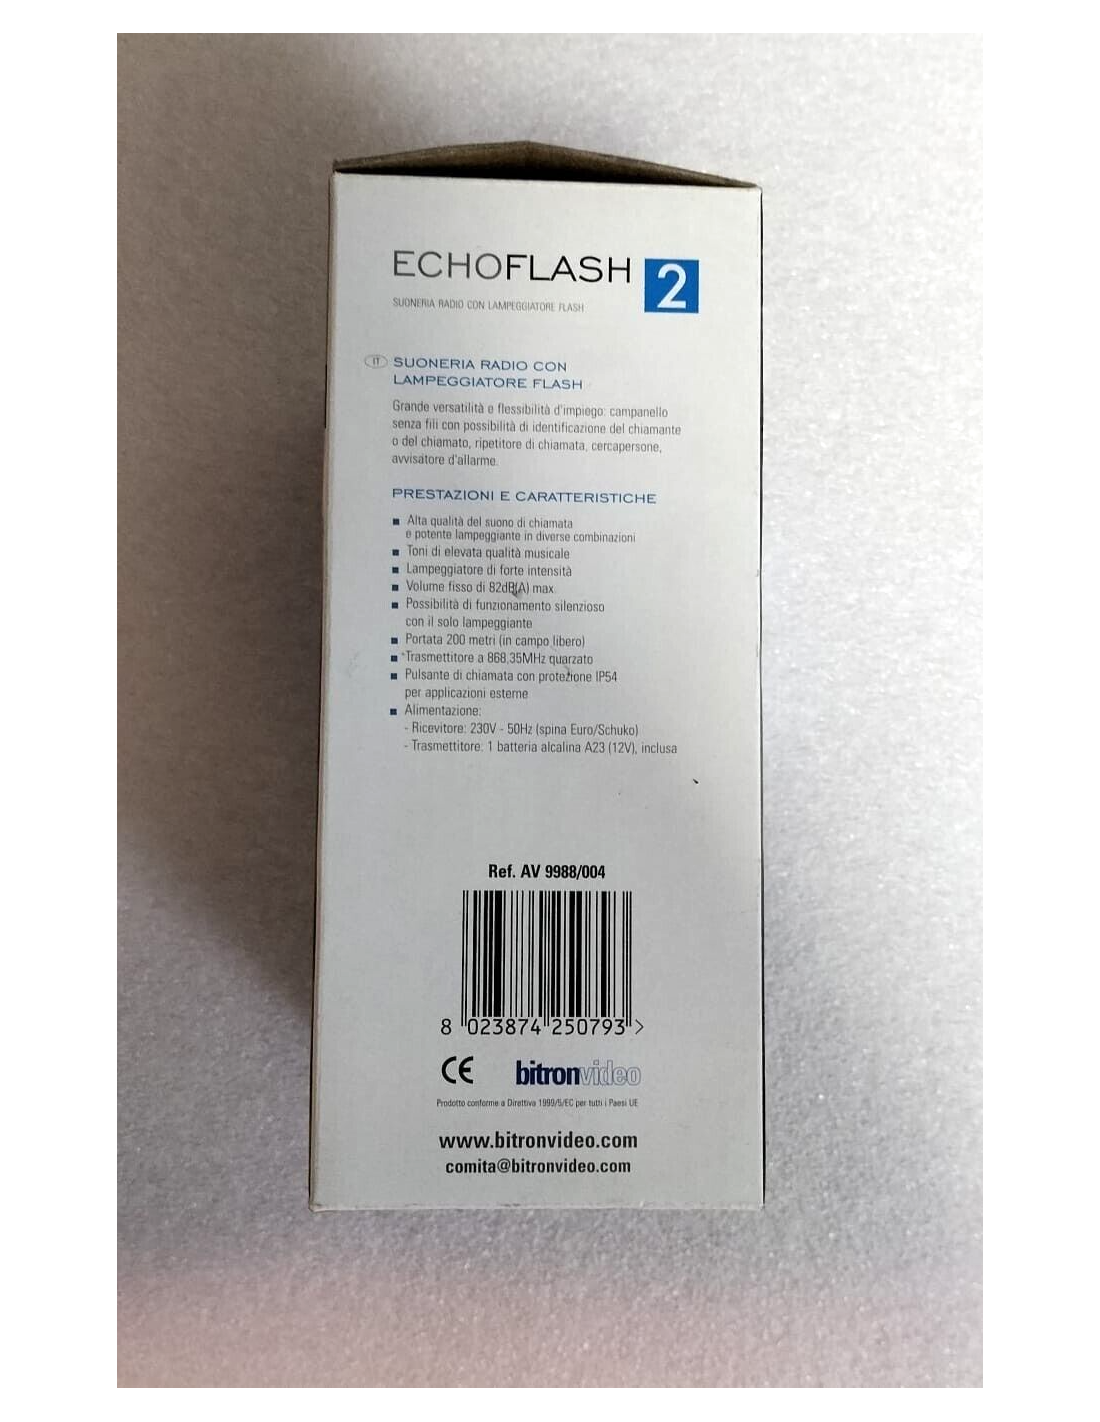 ECHOFLASH 2
SUONERIA RADIO CON LAMPEGGIATORE FLASH
IT SUONERIA RADIO CON
LAMPEGGIATORE FLASH
Grande versatilità e flessibilità d'impiego: campanello
senza fili con possibilità di identificazione del chiamante
o del chiamato, ripetitore di chiamata, cercapersone,
avvisatore d'allarme.
PRESTAZIONI E CARATTERISTICHE
■ Alta qualità del suono di chiamata
e potente lampeggiante in diverse combinazioni
■ Toni di elevata qualità musicale
■ Lampeggiatore di forte intensità
■ Volume fisso di 82dB(A) max.
■ Possibilità di funzionamento silenzioso
con il solo lampeggiante
■ Portata 200 metri (in campo libero)
■ Trasmettitore a 868,35MHz quarzato
■ Pulsante di chiamata con protezione IP54
per applicazioni esterne
■ Alimentazione:
- Ricevitore: 230V - 50Hz (spina Euro/Schuko)
- Trasmettitore: 1 batteria alcalina A23 (12V), inclusa
Ref. AV 9988/004
8 023874 250793 >
CE bitronvideo
Prodotto conforme a Direttiva 1999/5/EC per tutti i Paesi UE
www.bitronvideo.com
comita@bitronvideo.com